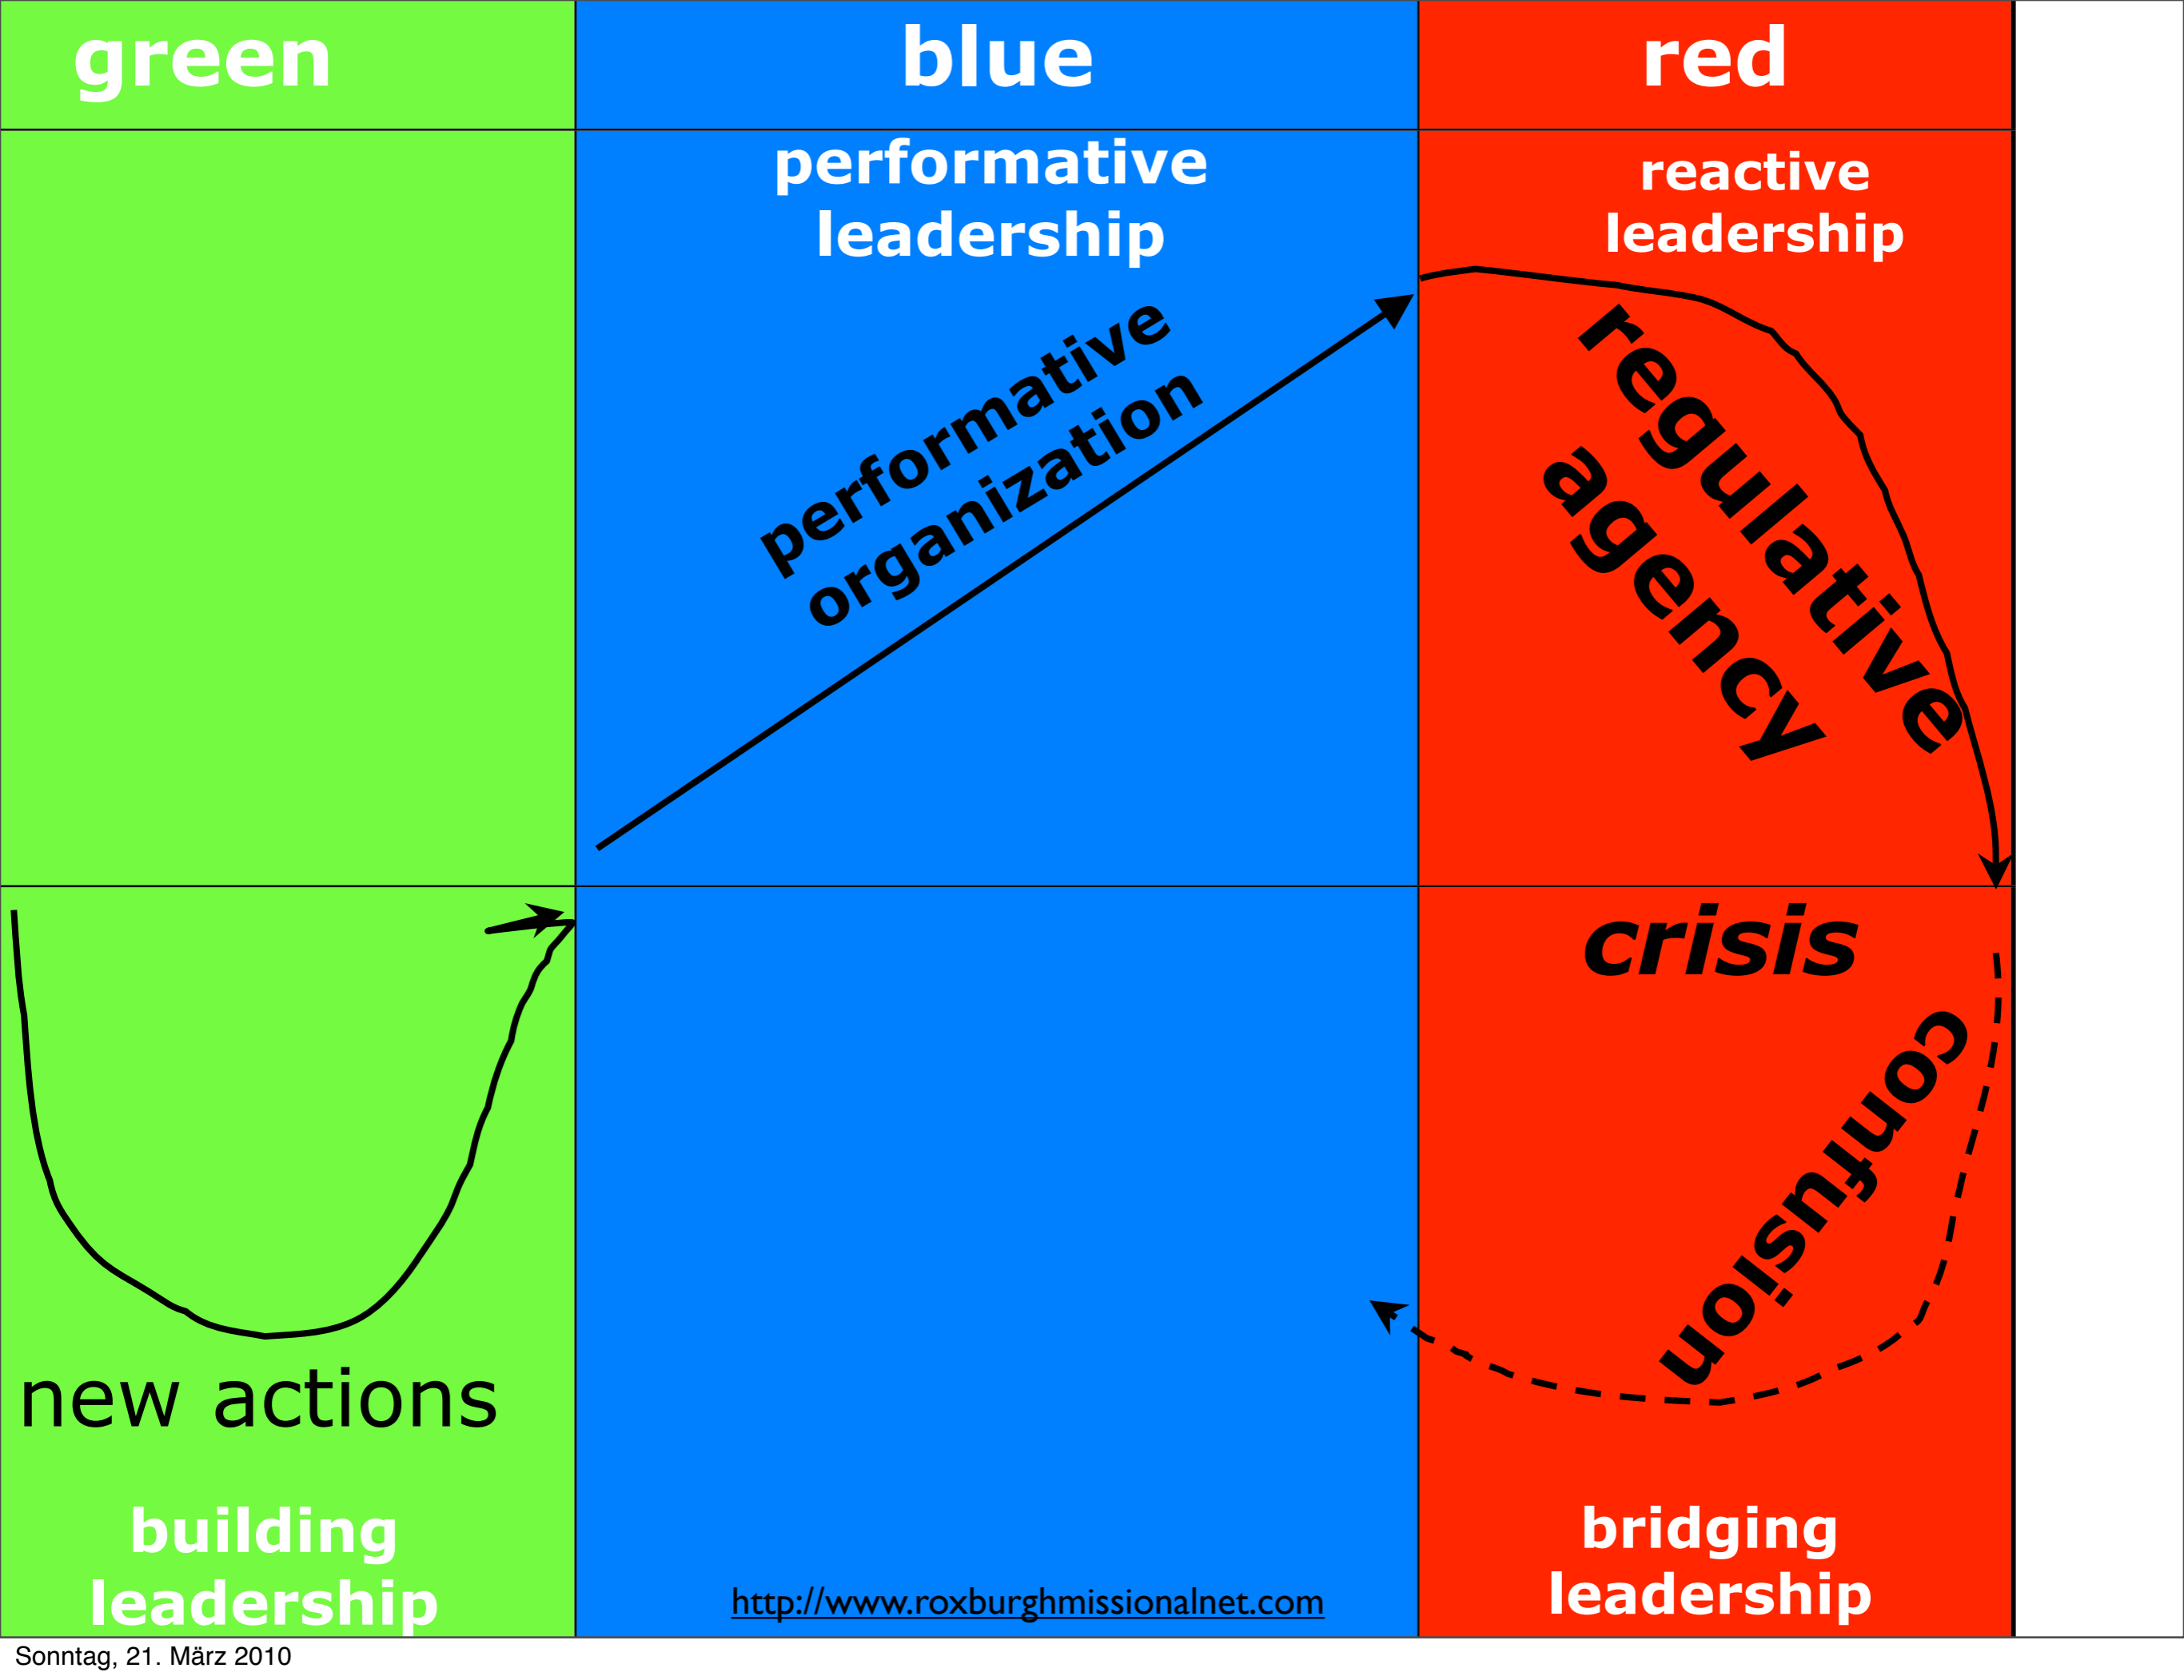 green
blue
red
performative
leadership
reactive
leadership
performative
organization
regulative
agency
crisis
confusion
new actions
building
leadership
bridging
leadership
http://www.roxburghmissionalnet.com
Sonntag, 21. März 2010